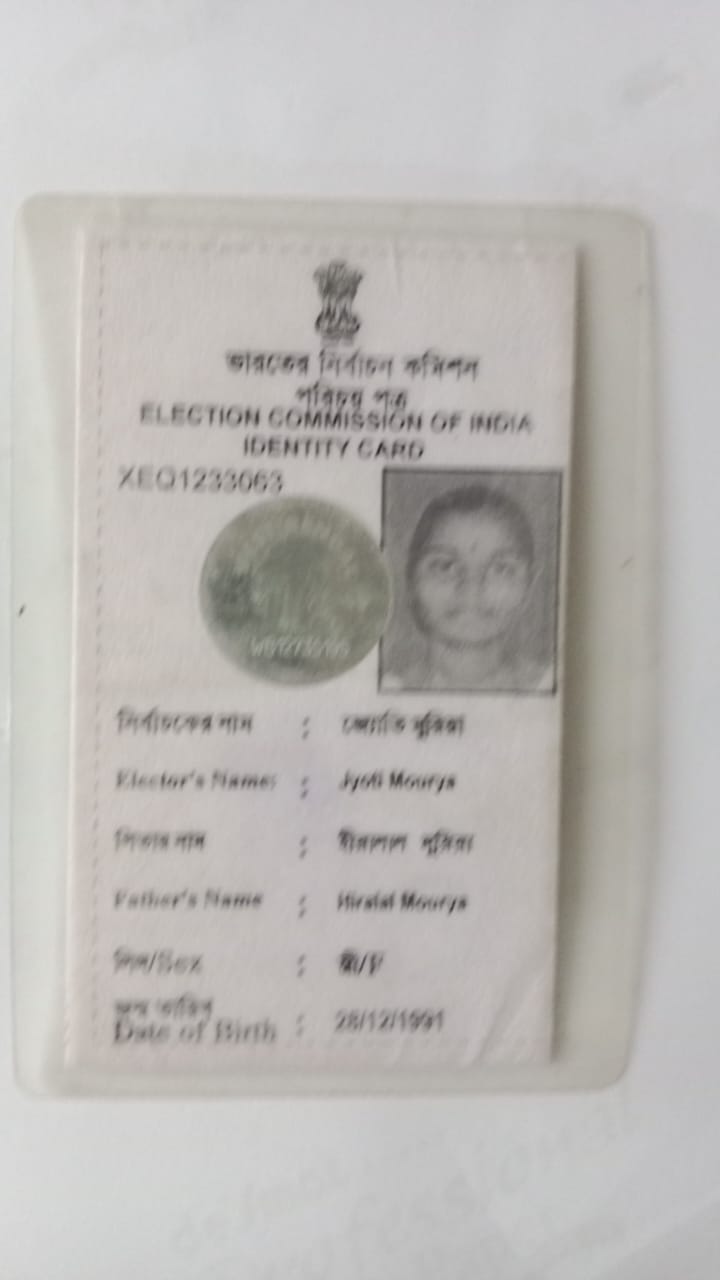 ভারতের নির্বাচন কমিশন
পরিচয় পত্র
ELECTION COMMISSION OF INDIA
IDENTITY CARD
XEQ1233063
নির্বাচকের নাম : জ্যোতি মুরিয়া
Elector's Name: : Jyoti Mourya
পিতার নাম : হীরালাল মুরিয়া
Father's Name : Hiralal Mourya
লিঙ্গ/Sex : স্ত্রী/F
জন্ম তারিখ
Date of Birth : 28/12/1991